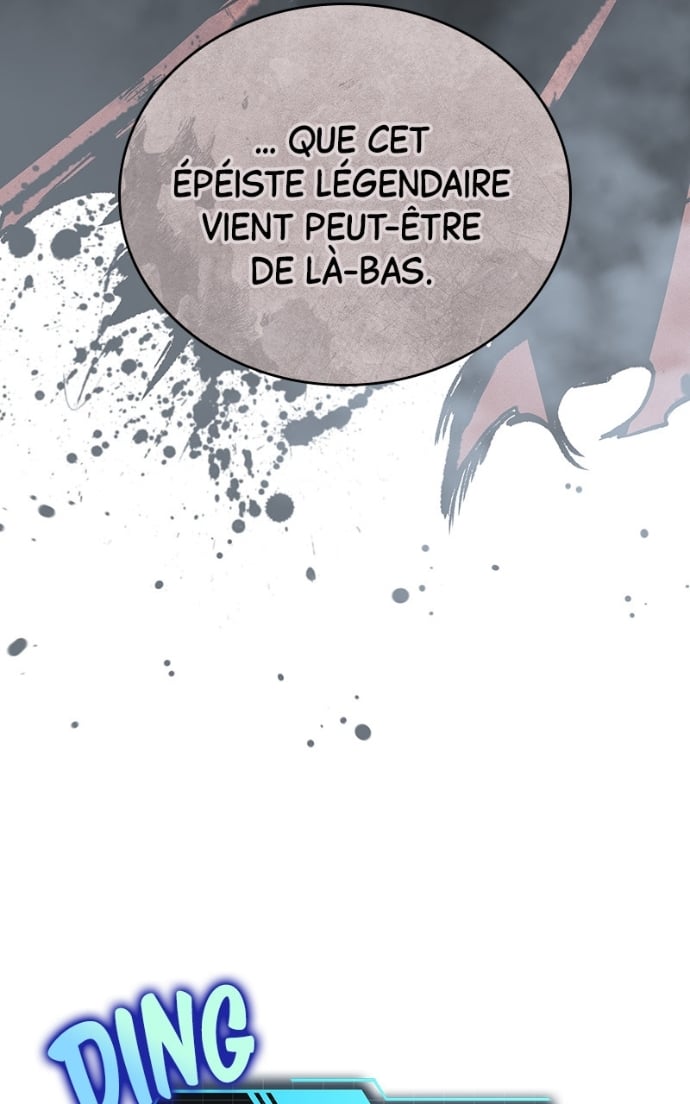 ... QUE CET
ÉPÉISTE LÉGENDAIRE
VIENT PEUT-ÊTRE
DE LÀ-BAS.
DING